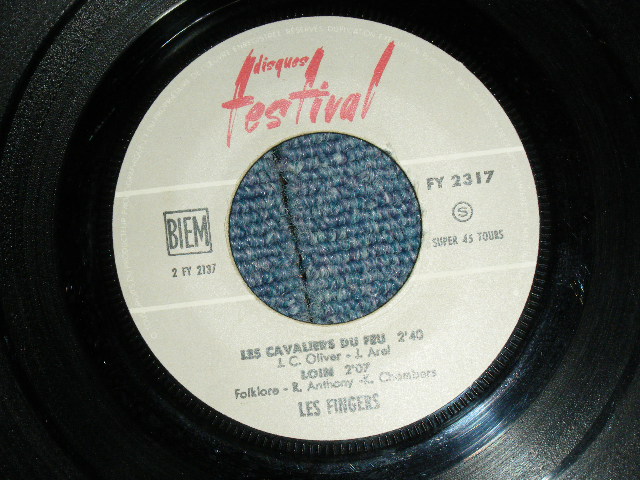 disques
festival
FY 2317
BIEM
S
2 FY 2137
SUPER 45 TOURS
LES CAVALIERS DU FEU 2'40
J. C. Oliver - J. Arel
LOIN 2'07
Folklore - R. Anthony - K. Chambers
LES FINGERS